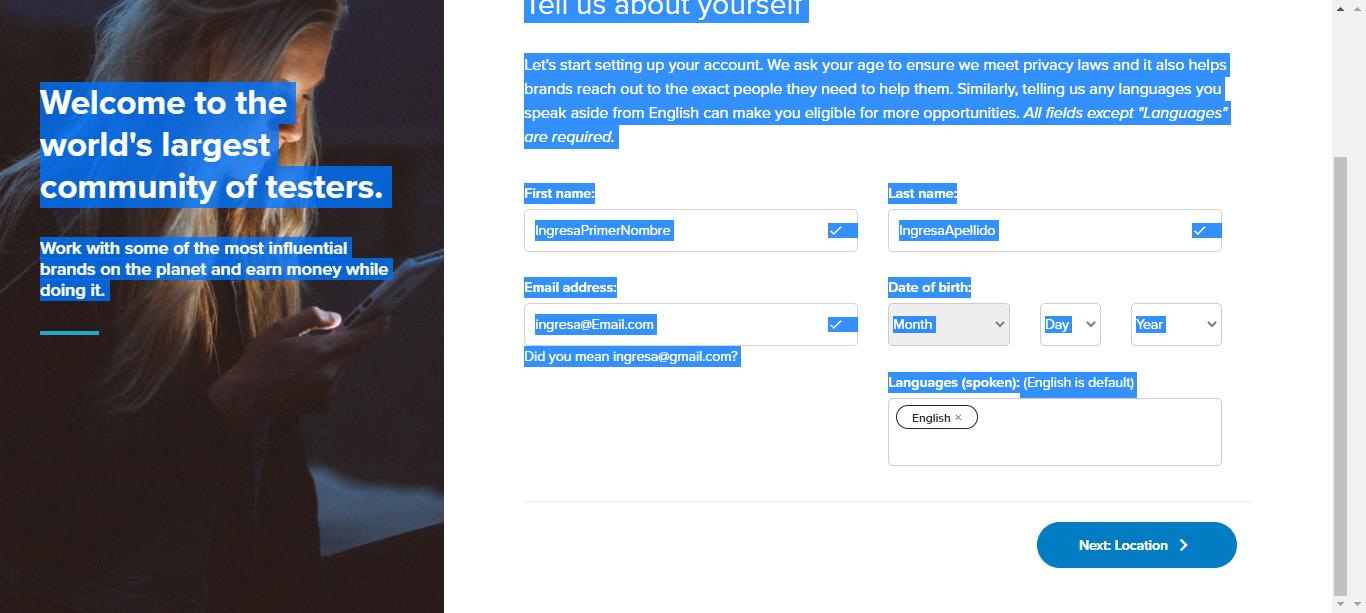 Welcome to the
world's largest
community of testers.
Work with some of the most influential
brands on the planet and earn money while
doing it.
Tell us about yourself
Let's start setting up your account. We ask your age to ensure we meet privacy laws and it also helps
brands reach out to the exact people they need to help them. Similarly, telling us any languages you
speak aside from English can make you eligible for more opportunities. All fields except "Languages"
are required.
First name:
Last name:
IngresaPrimerNombre
IngresaApellido
Email address:
Date of birth:
ingresa@Email.com
Month
Day
Year
Did you mean ingresa@gmail.com?
Languages (spoken): (English is default)
English ×
Next: Location